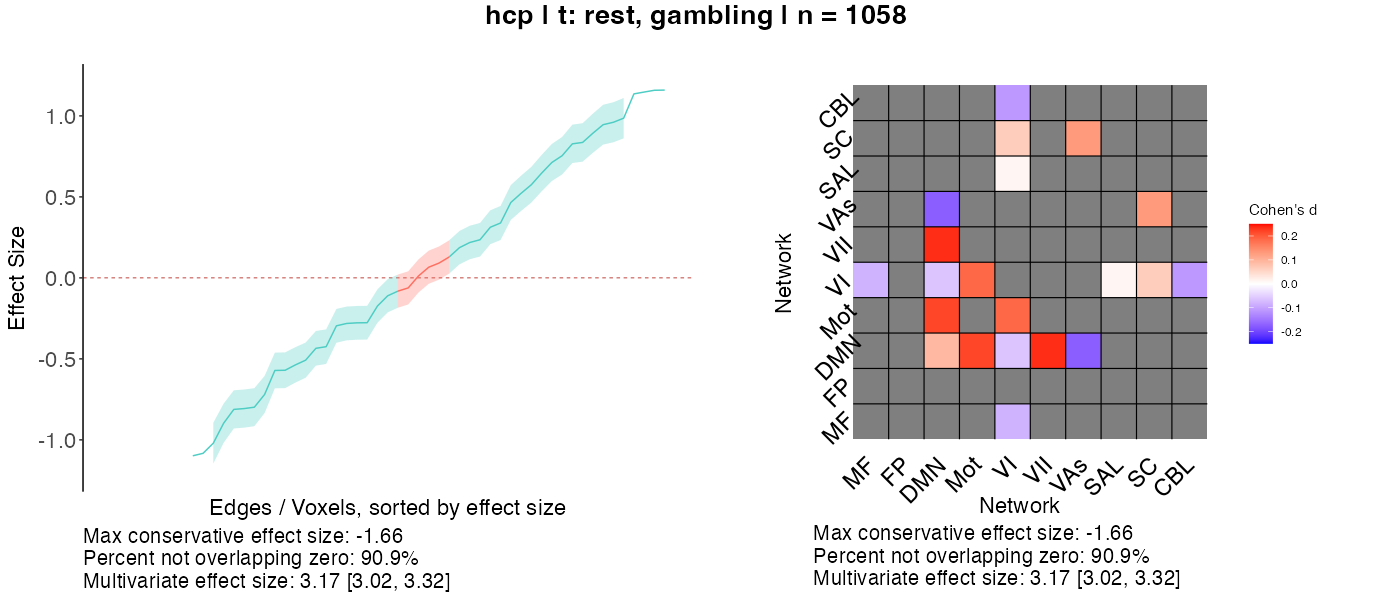 hcp | t: rest, gambling | n = 1058
Effect Size
1.0
0.5
0.0
-0.5
-1.0
Edges / Voxels, sorted by effect size
Max conservative effect size: -1.66
Percent not overlapping zero: 90.9%
Multivariate effect size: 3.17 [3.02, 3.32]
Network
CBL
SC
SAL
VAs
VII
VI
Mot
DMN
FP
MF
MF
FP
DMN
Mot
VI
VII
VAs
SAL
SC
CBL
Network
Max conservative effect size: -1.66
Percent not overlapping zero: 90.9%
Multivariate effect size: 3.17 [3.02, 3.32]
Cohen's d
0.2
0.1
0.0
-0.1
-0.2